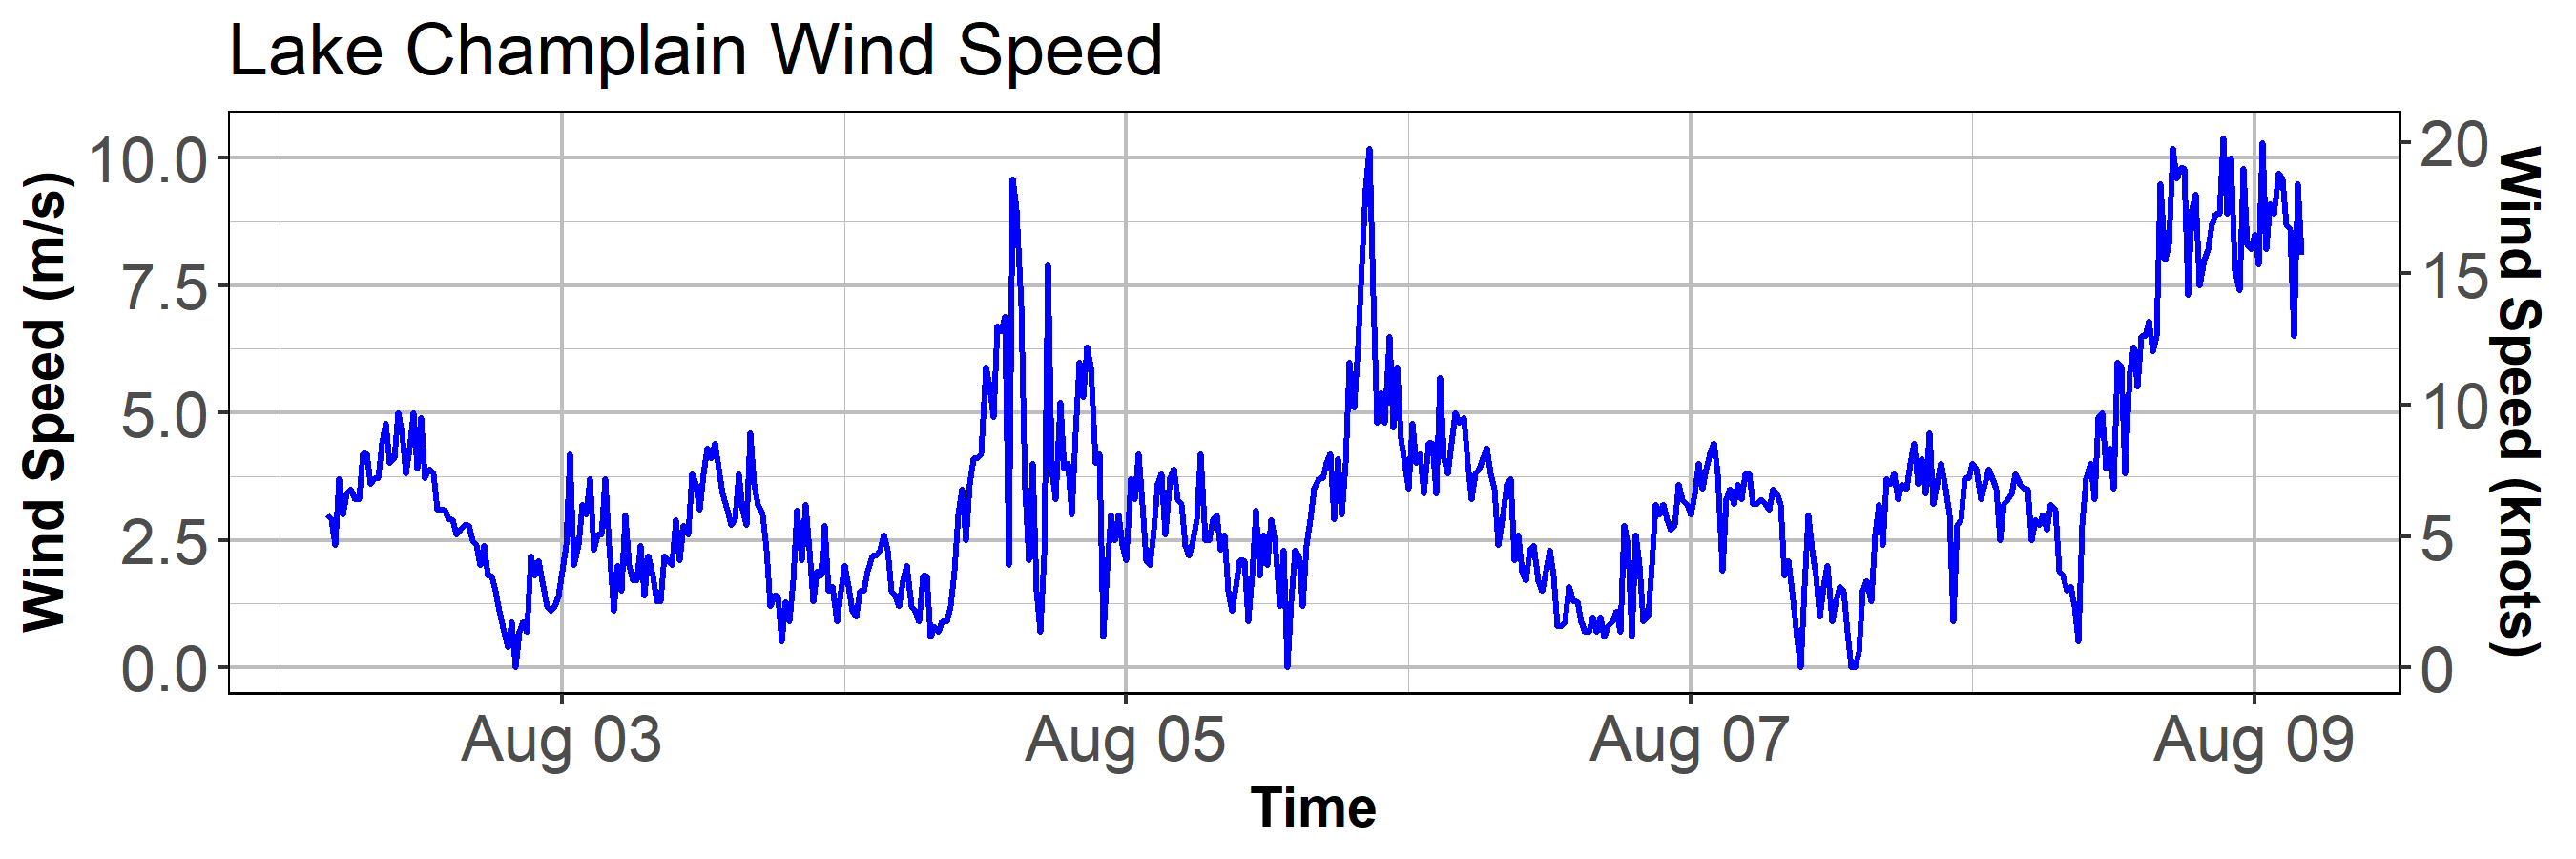 Lake Champlain Wind Speed
Wind Speed (m/s)
10.0
7.5
5.0
2.5
0.0
20
15
10
5
0
Wind Speed (knots)
Aug 03 Aug 05 Aug 07 Aug 09
Time